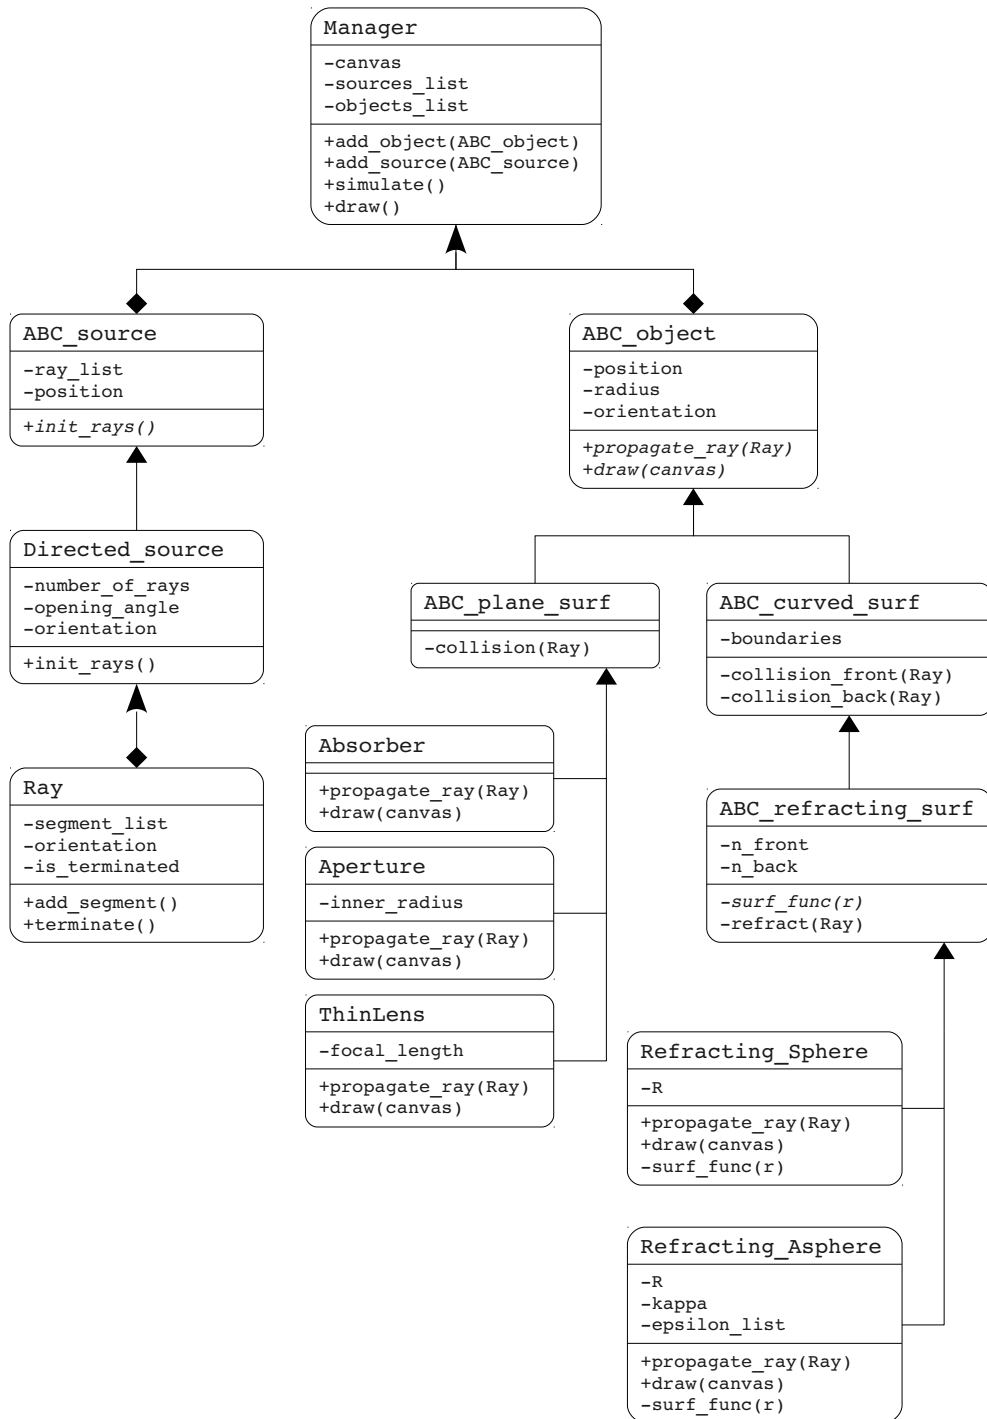 Manager
-canvas
-sources_list
-objects_list
+add_object(ABC_object)
+add_source(ABC_source)
+simulate()
+draw()
ABC_source
-ray_list
-position
+init_rays()
ABC_object
-position
-radius
-orientation
+propagate_ray(Ray)
+draw(canvas)
Directed_source
-number_of_rays
-opening_angle
-orientation
+init_rays()
ABC_plane_surf
-collision(Ray)
ABC_curved_surf
-boundaries
-collision_front(Ray)
-collision_back(Ray)
Ray
-segment_list
-orientation
-is_terminated
+add_segment()
+terminate()
Absorber
+propagate_ray(Ray)
+draw(canvas)
Aperture
-inner_radius
+propagate_ray(Ray)
+draw(canvas)
ThinLens
-focal_length
+propagate_ray(Ray)
+draw(canvas)
ABC_refracting_surf
-n_front
-n_back
-surf_func(r)
-refract(Ray)
Refracting_Sphere
-R
+propagate_ray(Ray)
+draw(canvas)
-surf_func(r)
Refracting_Asphere
-R
-kappa
-epsilon_list
+propagate_ray(Ray)
+draw(canvas)
-surf_func(r)